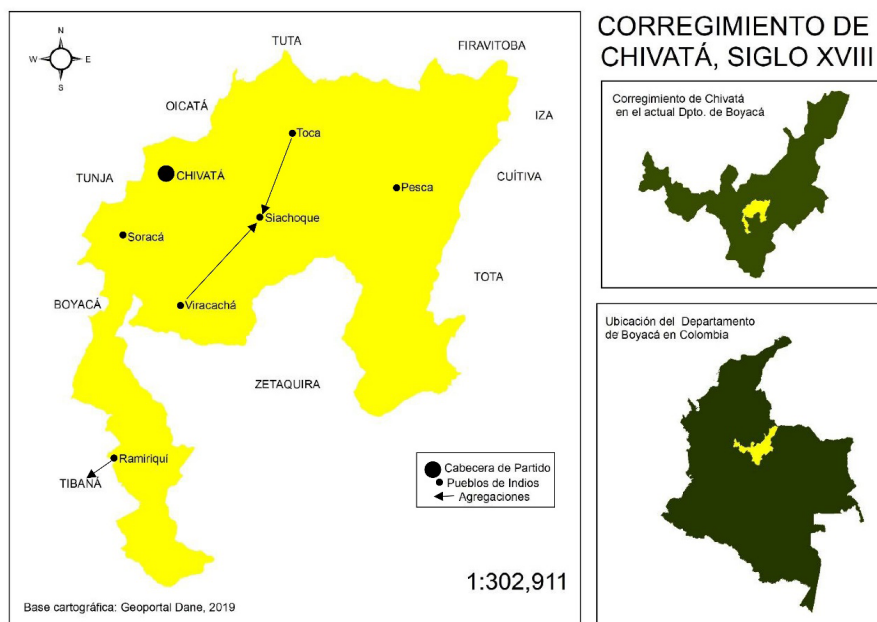 CORREGIMIENTO DE
CHIVATÁ, SIGLO XVIII
N
W
E
S
TUTA
FIRAVITOBA
OICATÁ
IZA
Toca
TUNJA
CHIVATÁ
CUÍTIVA
Pesca
Siachoque
Soracá
TOTA
BOYACÁ
Viracachá
ZETAQUIRA
Ramiriquí
TIBANÁ
Cabecera de Partido
Pueblos de Indios
Agregaciones
1:302,911
Base cartográfica: Geoportal Dane, 2019
Corregimiento de Chivatá
en el actual Dpto. de Boyacá
Ubicación del Departamento
de Boyacá en Colombia